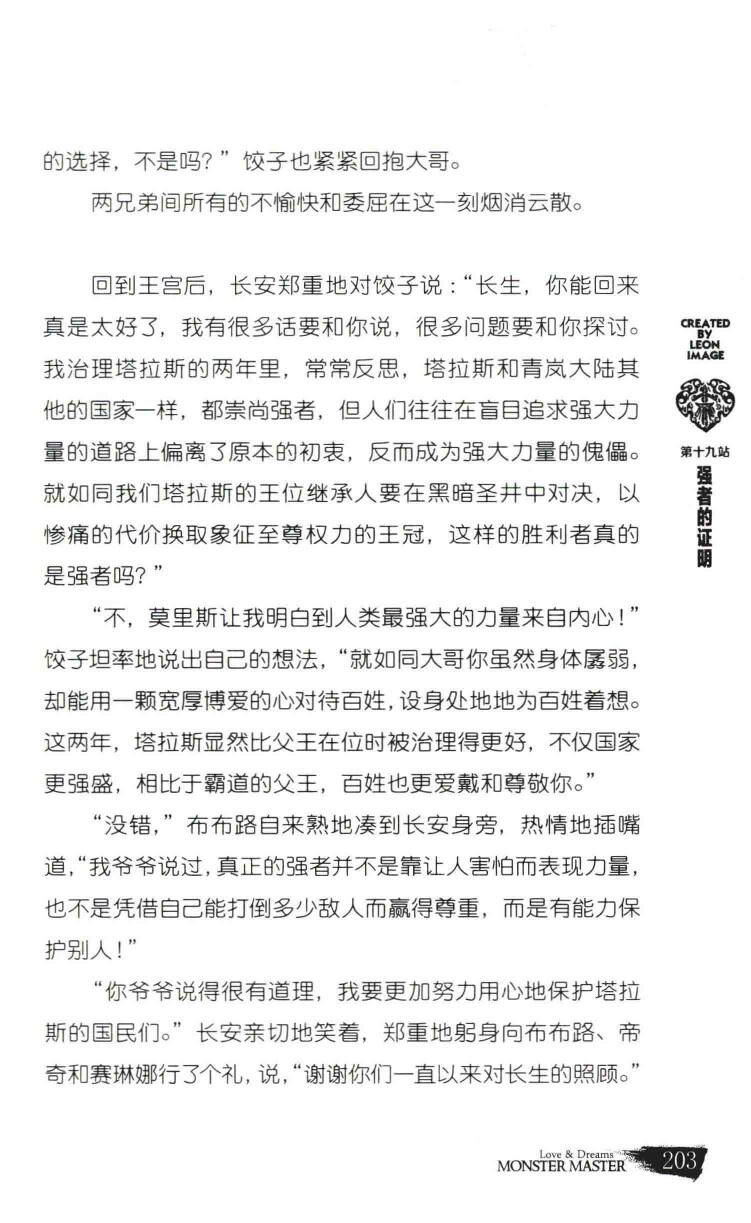 的选择，不是吗？”饺子也紧紧回抱大哥。
两兄弟间所有的不愉快和委屈在这一刻烟消云散。
回到王宫后，长安郑重地对饺子说：“长生，你能回来
真是太好了，我有很多话要和你说，很多问题要和你探讨。
我治理塔拉斯的两年里，常常反思，塔拉斯和青岚大陆其
他的国家一样，都崇尚强者，但人们往往在盲目追求强大力
量的道路上偏离了原本的初衷，反而成为强大力量的傀儡。
就如同我们塔拉斯的王位继承人要在黑暗圣井中对决，以
惨痛的代价换取象征至尊权力的王冠，这样的胜利者真的
是强者吗？”
“不，莫里斯让我明白到人类最强大的力量来自内心！”
饺子坦率地说出自己的想法，“就如同大哥你虽然身体孱弱，
却能用一颗宽厚博爱的心对待百姓，设身处地地为百姓着想。
这两年，塔拉斯显然比父王在位时被治理得更好，不仅国家
更强盛，相比于霸道的父王，百姓也更爱戴和尊敬你。”
“没错，”布布路自来熟地凑到长安身旁，热情地插嘴
道，“我爷爷说过，真正的强者并不是靠让人害怕而表现力量，
也不是凭借自己能打倒多少敌人而赢得尊重，而是有能力保
护别人！”
“你爷爷说得很有道理，我要更加努力用心地保护塔拉
斯的国民们。”长安亲切地笑着，郑重地躬身向布布路、帝
奇和赛琳娜行了个礼，说，“谢谢你们一直以来对长生的照顾。”
CREATED
BY
LEON
IMAGE
第十九站
强者的证明
Love & Dreams
MONSTER MASTER
203